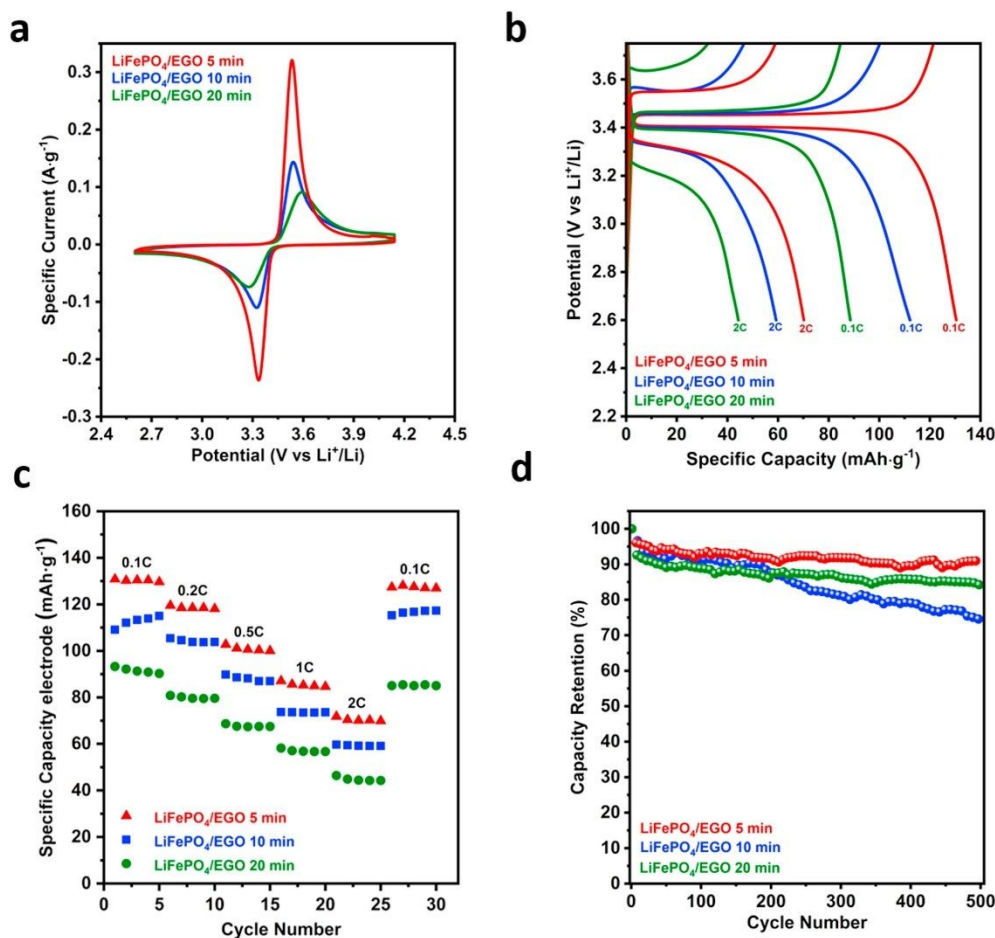 a
LiFePO₄/EGO 5 min
LiFePO₄/EGO 10 min
LiFePO₄/EGO 20 min
0.3
0.2
0.1
0.0
-0.1
-0.2
-0.3
Specific Current (A·g⁻¹)
2.4 2.7 3.0 3.3 3.6 3.9 4.2 4.5
Potential (V vs Li⁺/Li)
b
3.6
3.4
3.2
3.0
2.8
2.6
2.4
2.2
Potential (V vs Li⁺/Li)
2C 2C 2C 0.1C 0.1C 0.1C
LiFePO₄/EGO 5 min
LiFePO₄/EGO 10 min
LiFePO₄/EGO 20 min
0 20 40 60 80 100 120 140
Specific Capacity (mAh·g⁻¹)
c
160
140
120
100
80
60
40
20
0
Specific Capacity electrode (mAh·g⁻¹)
0.1C
0.2C
0.5C
1C
2C
0.1C
LiFePO₄/EGO 5 min
LiFePO₄/EGO 10 min
LiFePO₄/EGO 20 min
0 5 10 15 20 25 30
Cycle Number
d
100
90
80
70
60
50
40
30
20
10
0
Capacity Retention (%)
LiFePO₄/EGO 5 min
LiFePO₄/EGO 10 min
LiFePO₄/EGO 20 min
0 100 200 300 400 500
Cycle Number